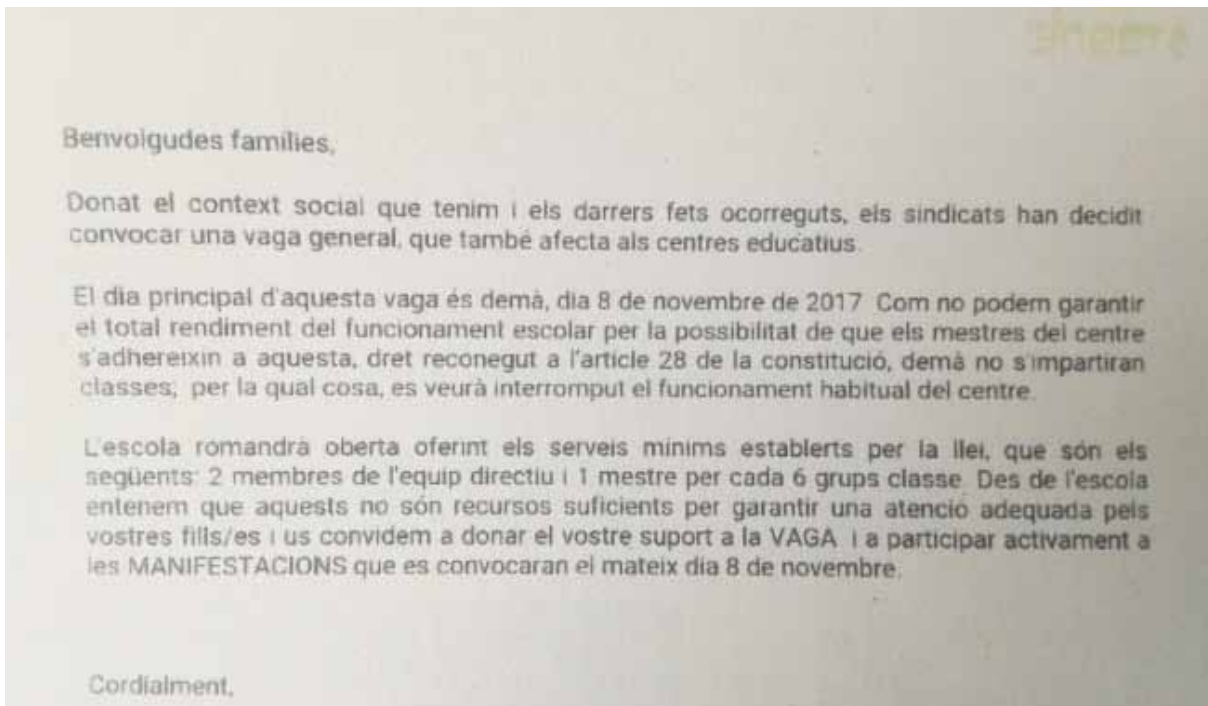 Benvolgudes famílies,
Donat el context social que tenim i els darrers fets ocorreguts, els sindicats han decidit
convocar una vaga general, que també afecta als centres educatius.
El dia principal d'aquesta vaga és demà, dia 8 de novembre de 2017 Com no podem garantir
el total rendiment del funcionament escolar per la possibilitat de que els mestres del centre
s'adhereixin a aquesta, dret reconegut a l'article 28 de la constitució, demà no s'impartiran
classes; per la qual cosa, es veurà interromput el funcionament habitual del centre.
L'escola romandrà oberta oferint els serveis mínims establerts per la llei, que són els
següents: 2 membres de l'equip directiu i 1 mestre per cada 6 grups classe. Des de l'escola
entenem que aquests no són recursos suficients per garantir una atenció adequada pels
vostres fills/es i us convidem a donar el vostre suport a la VAGA i a participar activament a
les MANIFESTACIONS que es convocaran el mateix dia 8 de novembre.
Cordialment,